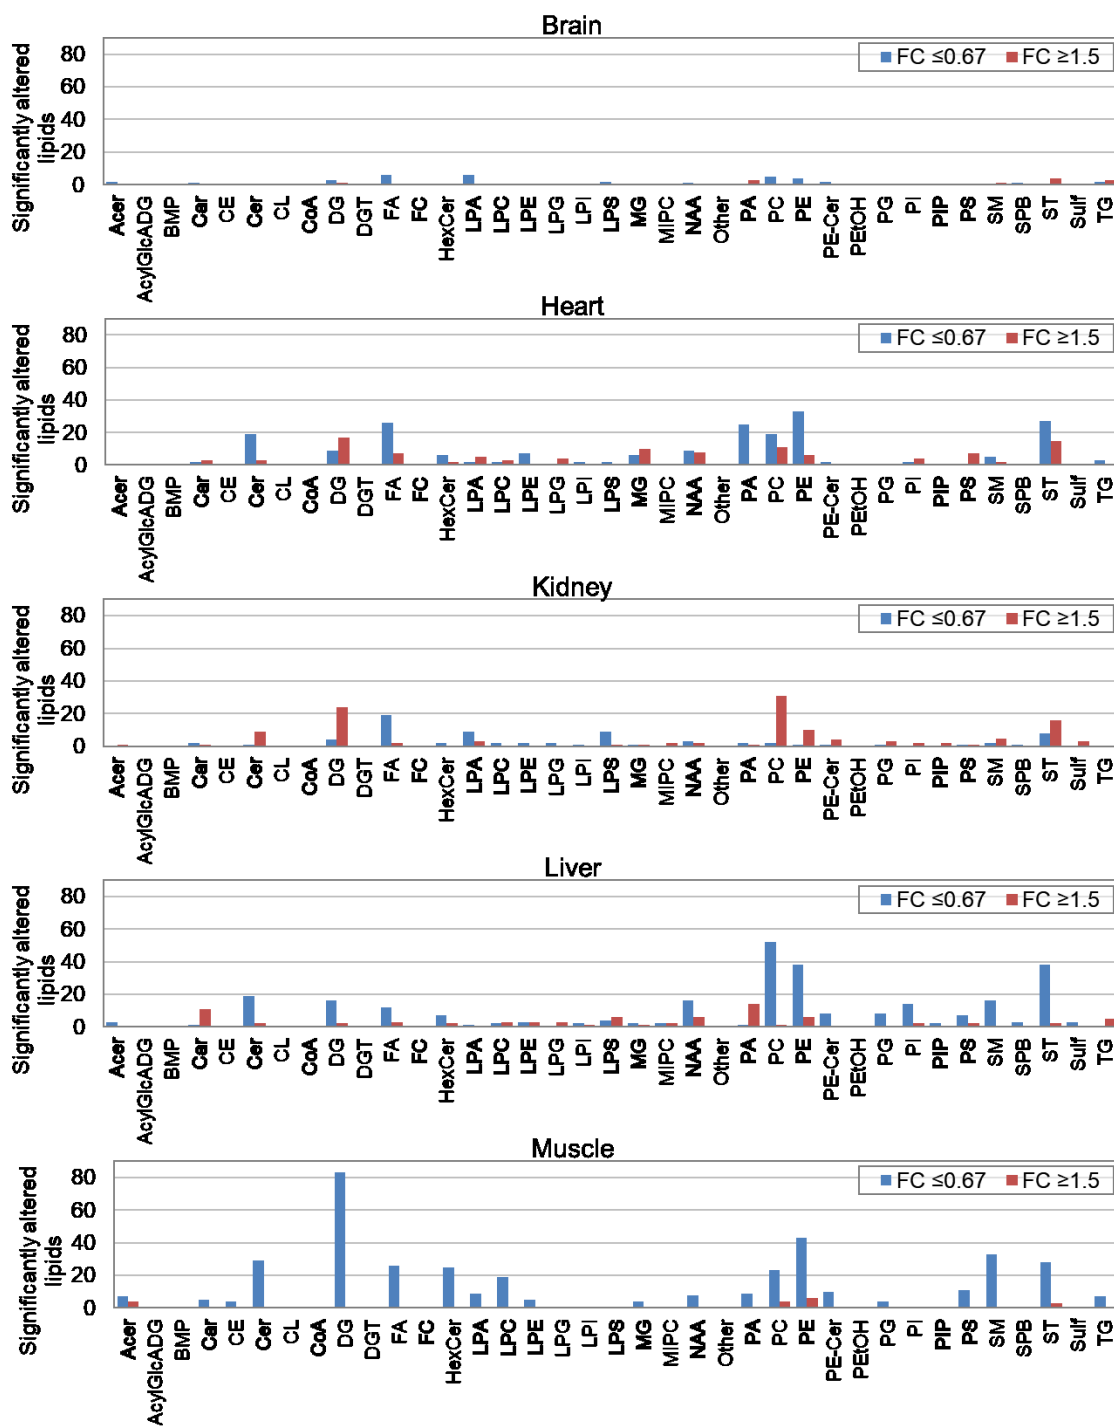 Brain
Significantly altered
lipids
80
60
40
20
0
FC ≤0.67 FC ≥1.5
Acer AcylGlcADG BMP Car CE Cer CL CoA DG DGT FA FC HexCer LPA LPC LPE LPG LPI LPS MG MIPC NAA Other PA PC PE PE-Cer PEtOH PG PI PIP PS SM SPB ST Sulf TG
Heart
Significantly altered
lipids
80
60
40
20
0
FC ≤0.67 FC ≥1.5
Acer AcylGlcADG BMP Car CE Cer CL CoA DG DGT FA FC HexCer LPA LPC LPE LPG LPI LPS MG MIPC NAA Other PA PC PE PE-Cer PEtOH PG PI PIP PS SM SPB ST Sulf TG
Kidney
Significantly altered
lipids
80
60
40
20
0
FC ≤0.67 FC ≥1.5
Acer AcylGlcADG BMP Car CE Cer CL CoA DG DGT FA FC HexCer LPA LPC LPE LPG LPI LPS MG MIPC NAA Other PA PC PE PE-Cer PEtOH PG PI PIP PS SM SPB ST Sulf TG
Liver
Significantly altered
lipids
80
60
40
20
0
FC ≤0.67 FC ≥1.5
Acer AcylGlcADG BMP Car CE Cer CL CoA DG DGT FA FC HexCer LPA LPC LPE LPG LPI LPS MG MIPC NAA Other PA PC PE PE-Cer PEtOH PG PI PIP PS SM SPB ST Sulf TG
Muscle
Significantly altered
lipids
80
60
40
20
0
FC ≤0.67 FC ≥1.5
Acer AcylGlcADG BMP Car CE Cer CL CoA DG DGT FA FC HexCer LPA LPC LPE LPG LPI LPS MG MIPC NAA Other PA PC PE PE-Cer PEtOH PG PI PIP PS SM SPB ST Sulf TG